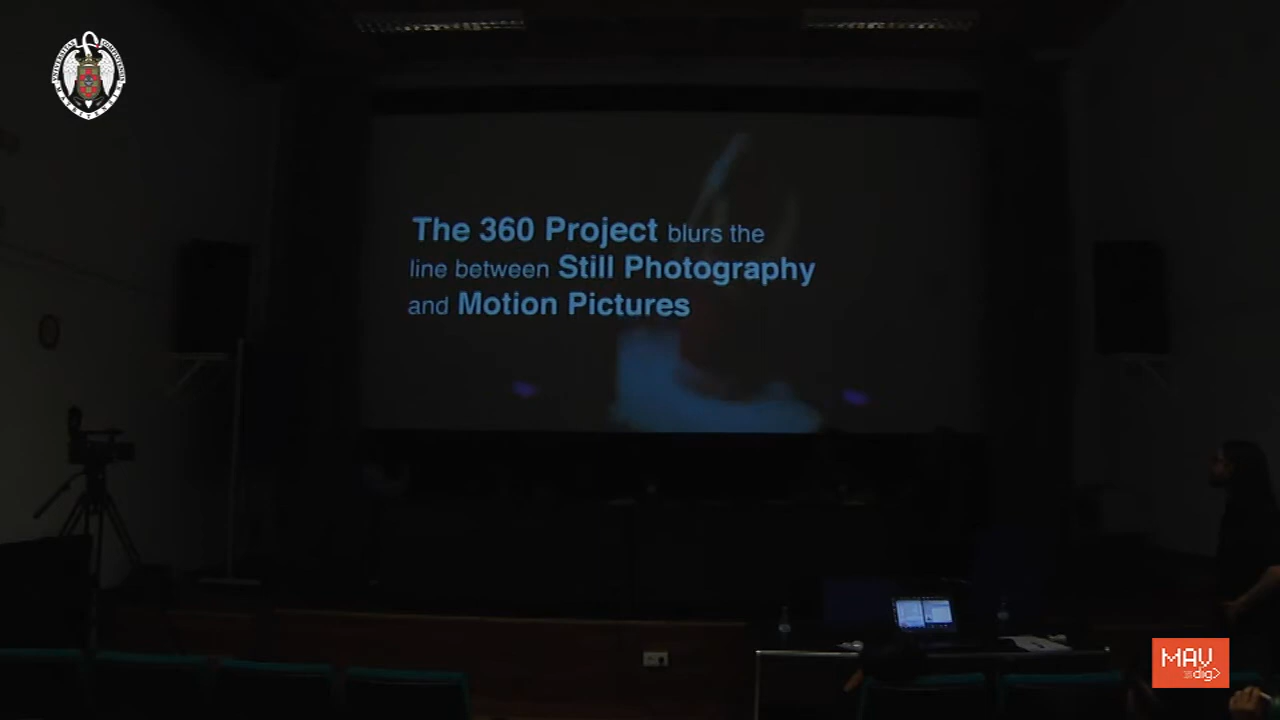 The 360 Project blurs the
line between Still Photography
and Motion Pictures
MAV
dig